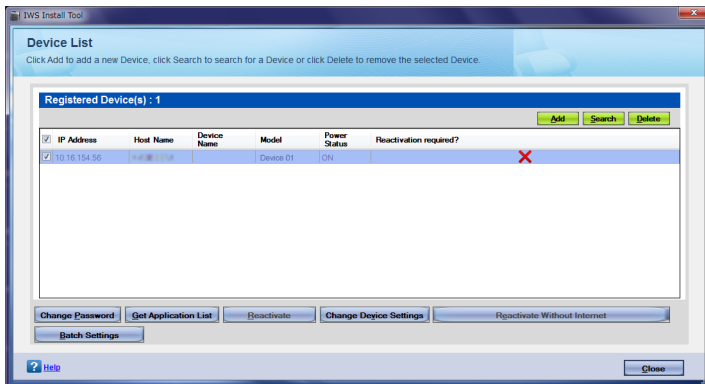 IWS Install Tool
Device List
Click Add to add a new Device, click Search to search for a Device or click Delete to remove the selected Device.
Registered Device(s) : 1
Add Search Delete
IP Address Host Name Device Name Model Power Status Reactivation required?
10.16.154.56 Device 01 ON
Change Password Get Application List Reactivate Change Device Settings Reactivate Without Internet
Batch Settings
? Help Close